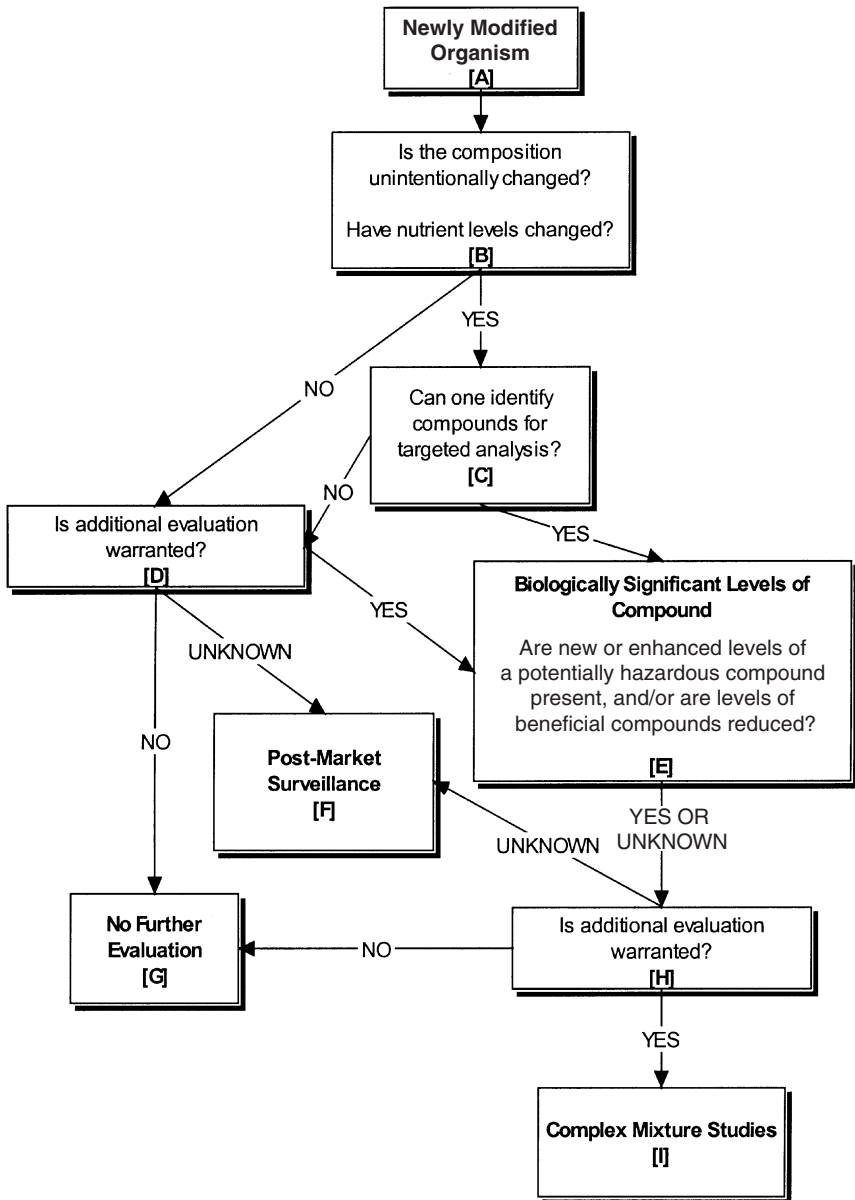 Newly Modified
Organism
[A]
Is the composition
unintentionally changed?
Have nutrient levels changed?
[B]
YES
NO
Can one identify
compounds for
targeted analysis?
[C]
NO
YES
Is additional evaluation
warranted?
[D]
YES
UNKNOWN
NO
Biologically Significant Levels of
Compound
Are new or enhanced levels of
a potentially hazardous compound
present, and/or are levels of
beneficial compounds reduced?
[E]
Post-Market
Surveillance
[F]
YES OR
UNKNOWN
UNKNOWN
No Further
Evaluation
[G]
NO
Is additional evaluation
warranted?
[H]
YES
Complex Mixture Studies
[I]